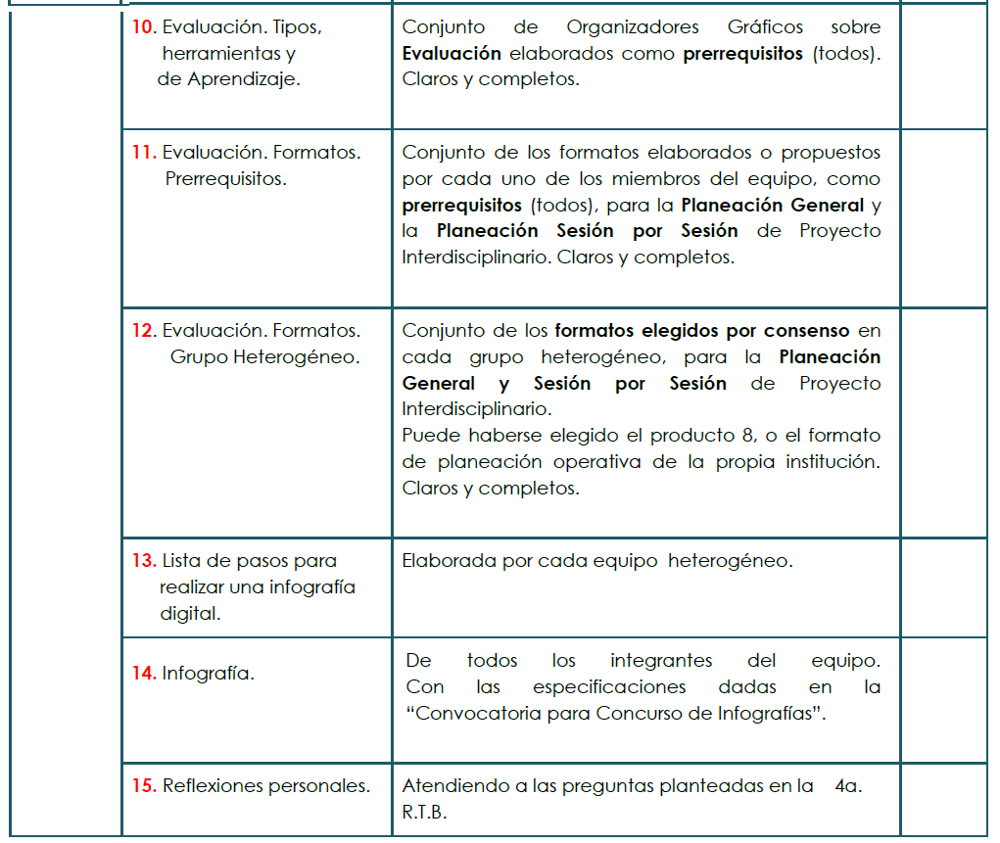 10. Evaluación. Tipos,
herramientas y
de Aprendizaje.
Conjunto de Organizadores Gráficos sobre
Evaluación elaborados como prerrequisitos (todos).
Claros y completos.
11. Evaluación. Formatos.
Prerrequisitos.
Conjunto de los formatos elaborados o propuestos
por cada uno de los miembros del equipo, como
prerrequisitos (todos), para la Planeación General y
la Planeación Sesión por Sesión de Proyecto
Interdisciplinario. Claros y completos.
12. Evaluación. Formatos.
Grupo Heterogéneo.
Conjunto de los formatos elegidos por consenso en
cada grupo heterogéneo, para la Planeación
General y Sesión por Sesión de Proyecto
Interdisciplinario.
Puede haberse elegido el producto 8, o el formato
de planeación operativa de la propia institución.
Claros y completos.
13. Lista de pasos para
realizar una infografía
digital.
Elaborada por cada equipo heterogéneo.
14. Infografía.
De todos los integrantes del equipo.
Con las especificaciones dadas en la
“Convocatoria para Concurso de Infografías”.
15. Reflexiones personales.
Atendiendo a las preguntas planteadas en la 4a.
R.T.B.